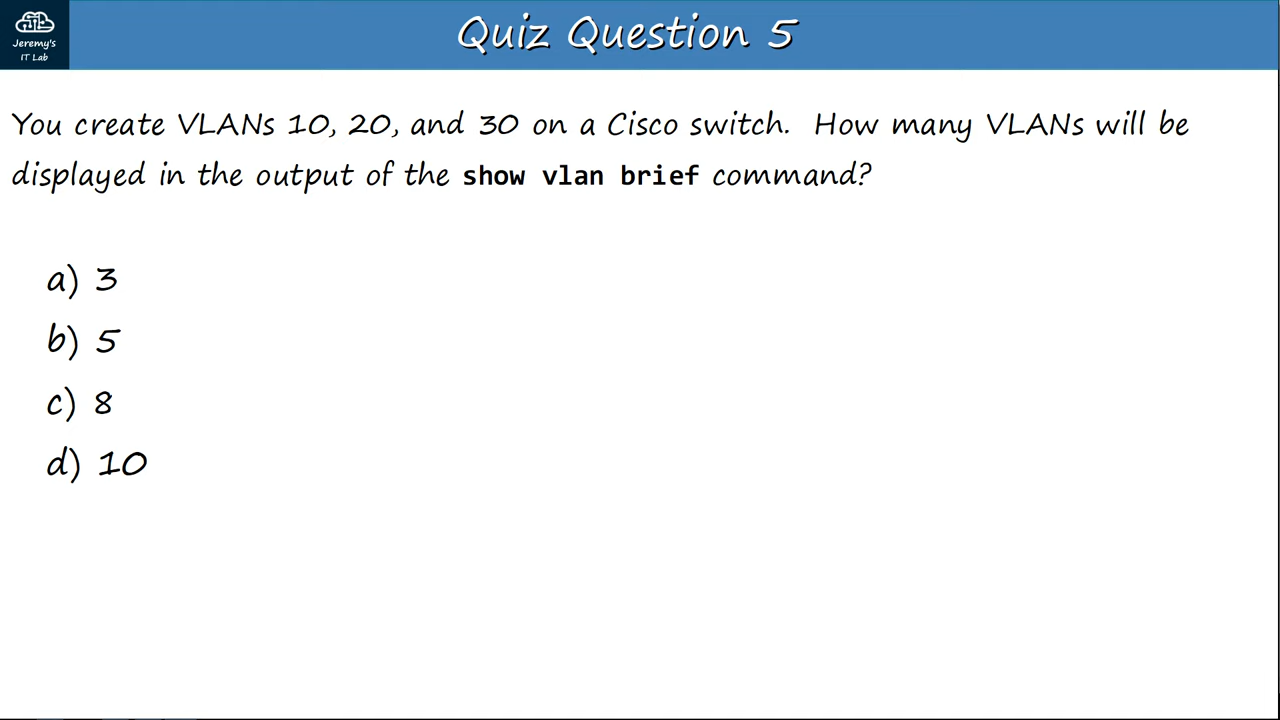 Jeremy's
IT Lab
Quiz Question 5
You create VLANs 10, 20, and 30 on a Cisco switch. How many VLANs will be
displayed in the output of the show vlan brief command?
a) 3
b) 5
c) 8
d) 10